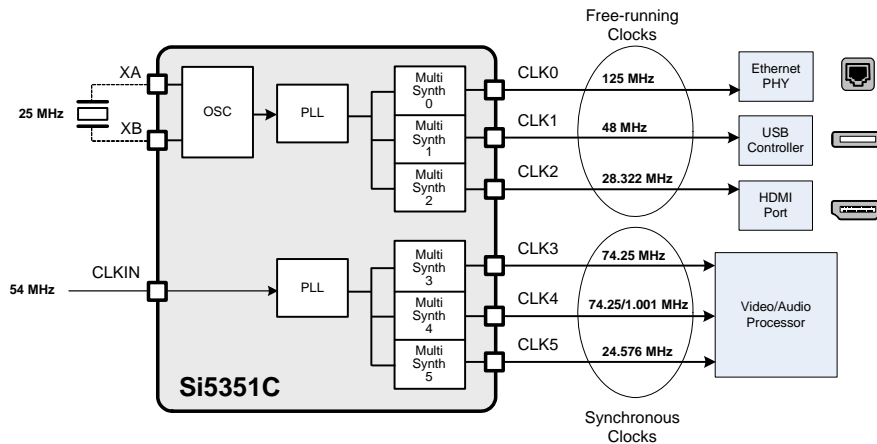 Free-running
Clocks
XA
25 MHz
XB
OSC
PLL
Multi
Synth
0
Multi
Synth
1
Multi
Synth
2
CLK0
125 MHz
Ethernet
PHY
CLK1
48 MHz
USB
Controller
CLK2
28.322 MHz
HDMI
Port
CLKIN
54 MHz
PLL
Multi
Synth
3
Multi
Synth
4
Multi
Synth
5
CLK3
74.25 MHz
CLK4
74.25/1.001 MHz
Video/Audio
Processor
CLK5
24.576 MHz
Si5351C
Synchronous
Clocks